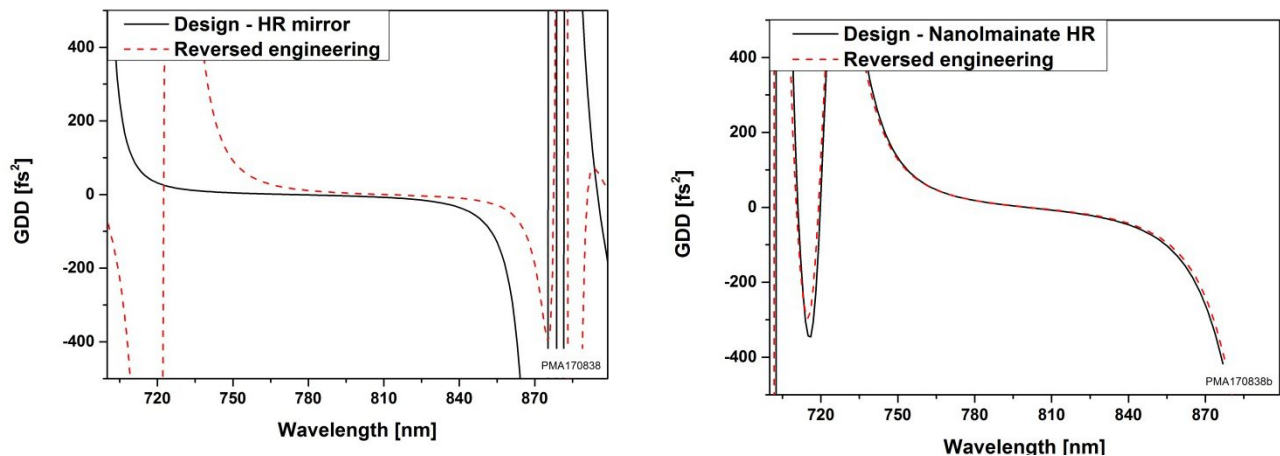 Design - HR mirror
Reversed engineering
400
200
0
-200
-400
GDD [fs²]
720 750 780 810 840 870
Wavelength [nm]
PMA170838
Design - Nanolmainate HR
Reversed engineering
400
200
0
-200
-400
GDD [fs²]
720 750 780 810 840 870
Wavelength [nm]
PMA170838b